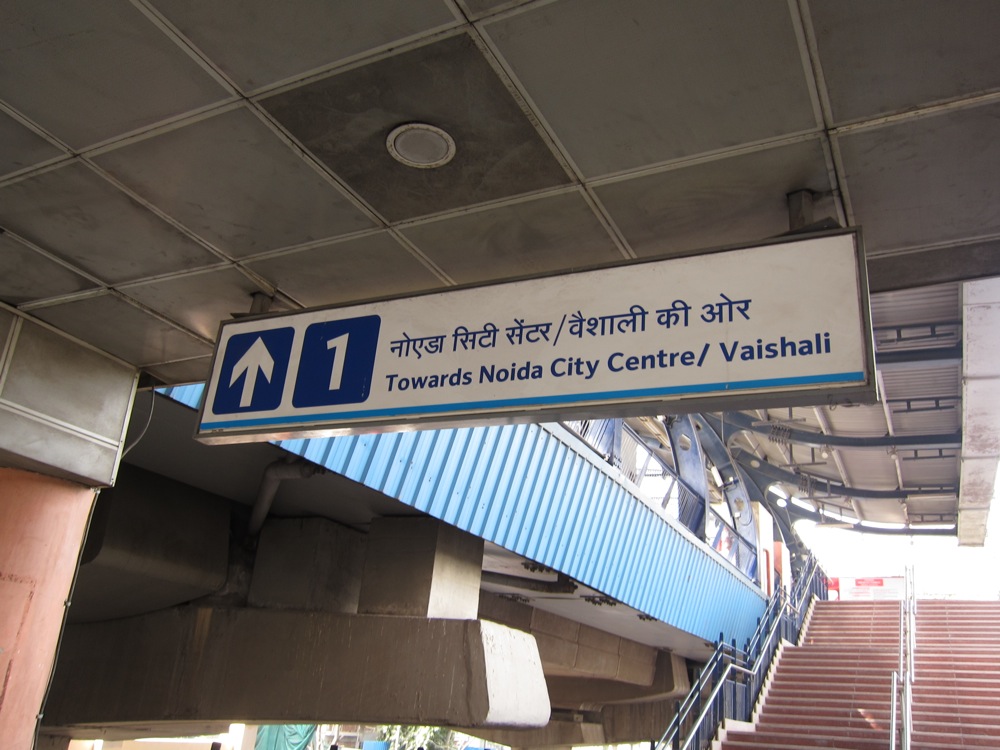 1
नोएडा सिटी सेंटर/वैशाली की ओर
Towards Noida City Centre/ Vaishali